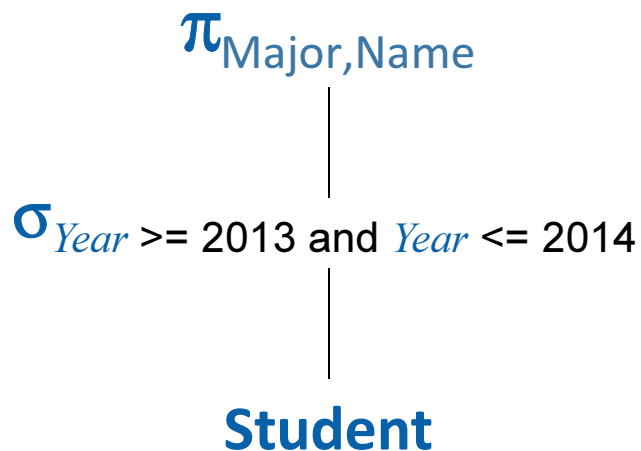 πMajor,Name
σYear >= 2013 and Year <= 2014
Student